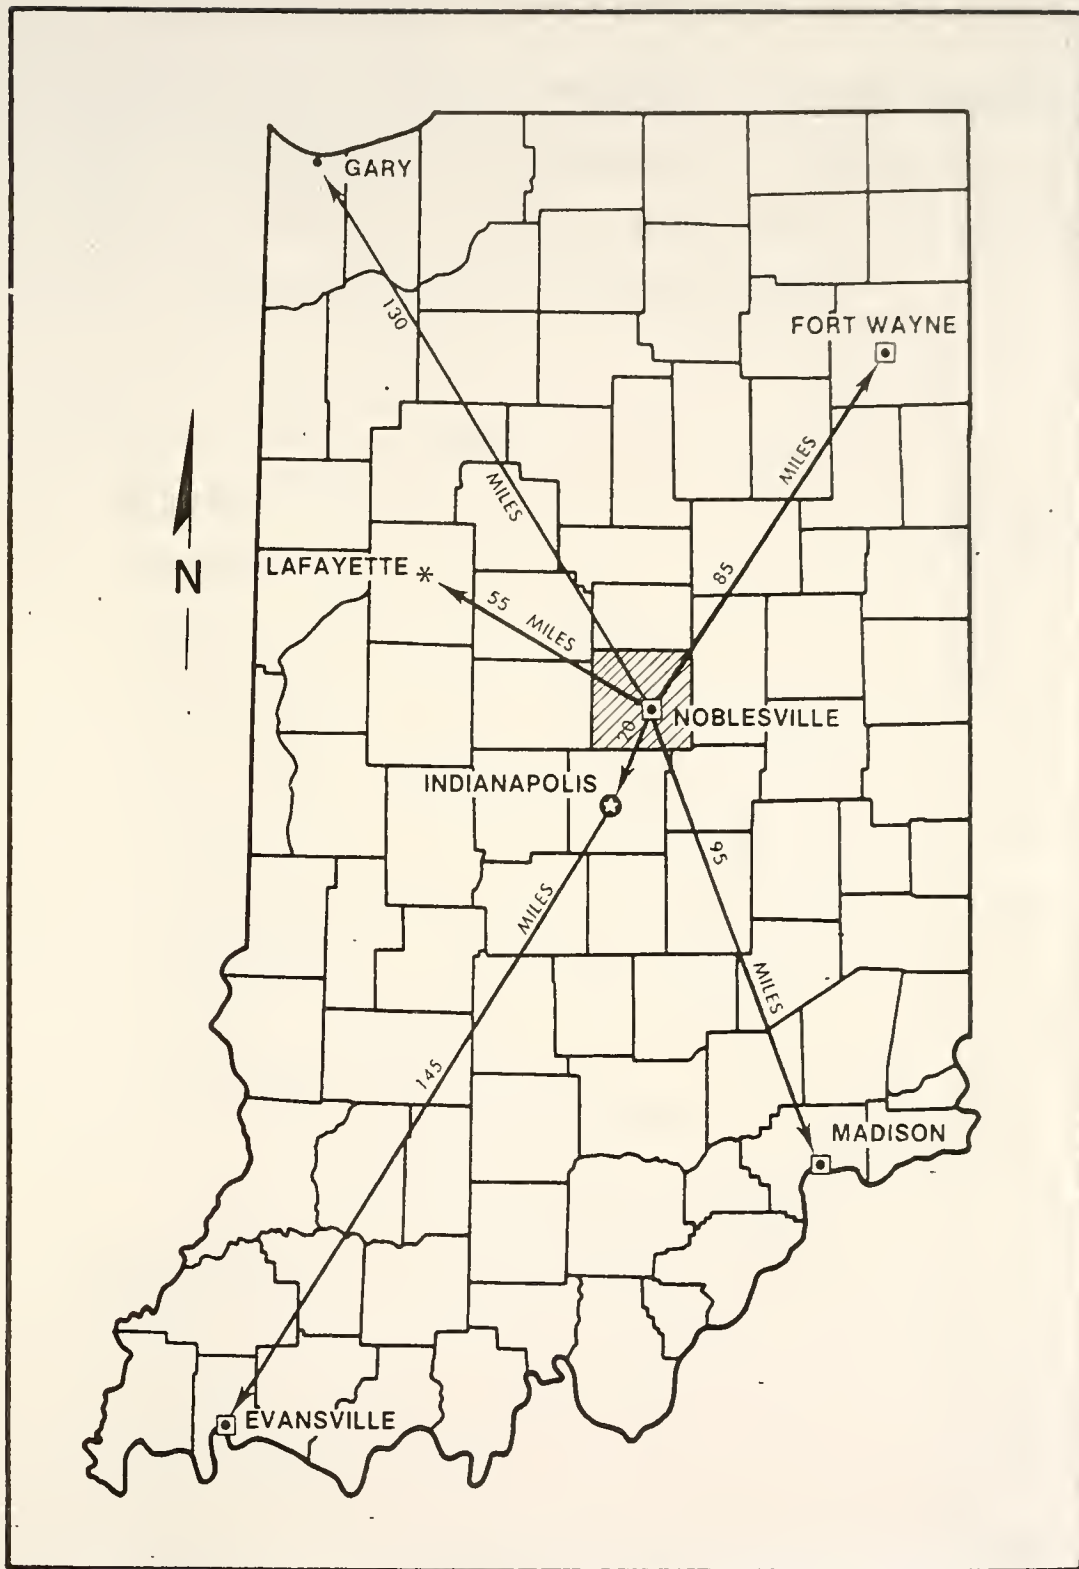 GARY
130
MILES
FORT WAYNE
MILES
85
N
LAFAYETTE *
55 MILES
NOBLESVILLE
20
INDIANAPOLIS
95
MILES
MILES
145
MADISON
EVANSVILLE